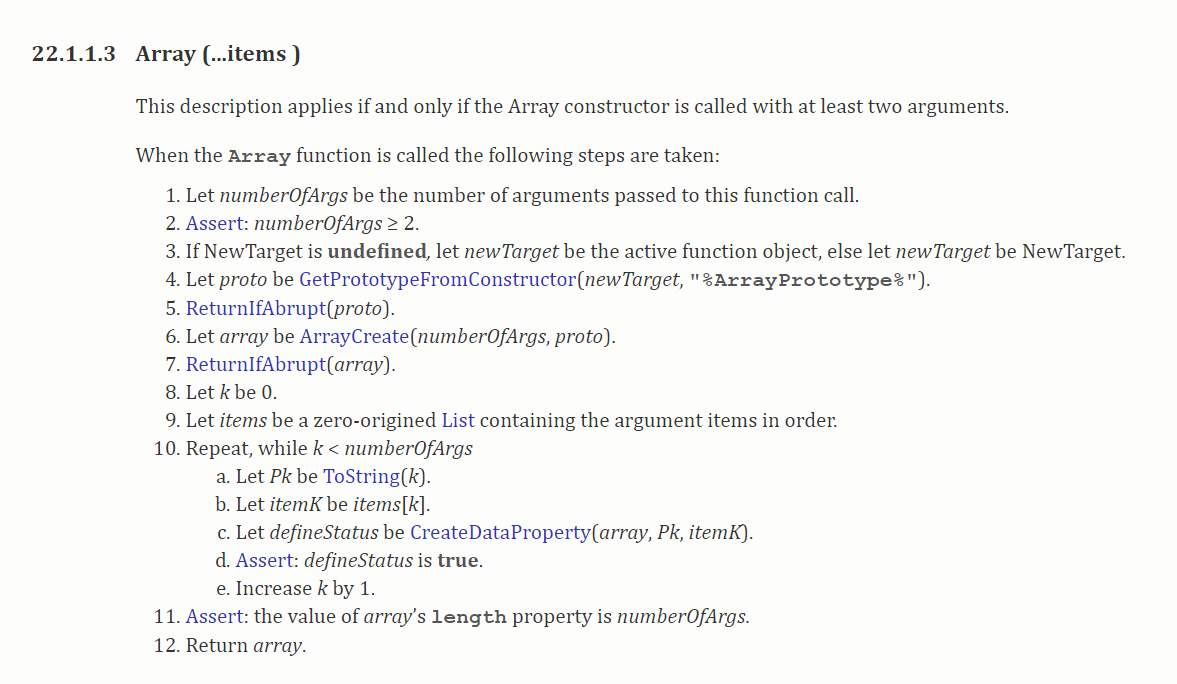 22.1.1.3 Array (...items )
This description applies if and only if the Array constructor is called with at least two arguments.
When the Array function is called the following steps are taken:
1. Let numberOfArgs be the number of arguments passed to this function call.
2. Assert: numberOfArgs ≥ 2.
3. If NewTarget is undefined, let newTarget be the active function object, else let newTarget be NewTarget.
4. Let proto be GetPrototypeFromConstructor(newTarget, "%ArrayPrototype%").
5. ReturnIfAbrupt(proto).
6. Let array be ArrayCreate(numberOfArgs, proto).
7. ReturnIfAbrupt(array).
8. Let k be 0.
9. Let items be a zero-origined List containing the argument items in order.
10. Repeat, while k < numberOfArgs
a. Let Pk be ToString(k).
b. Let itemK be items[k].
c. Let defineStatus be CreateDataProperty(array, Pk, itemK).
d. Assert: defineStatus is true.
e. Increase k by 1.
11. Assert: the value of array’s length property is numberOfArgs.
12. Return array.